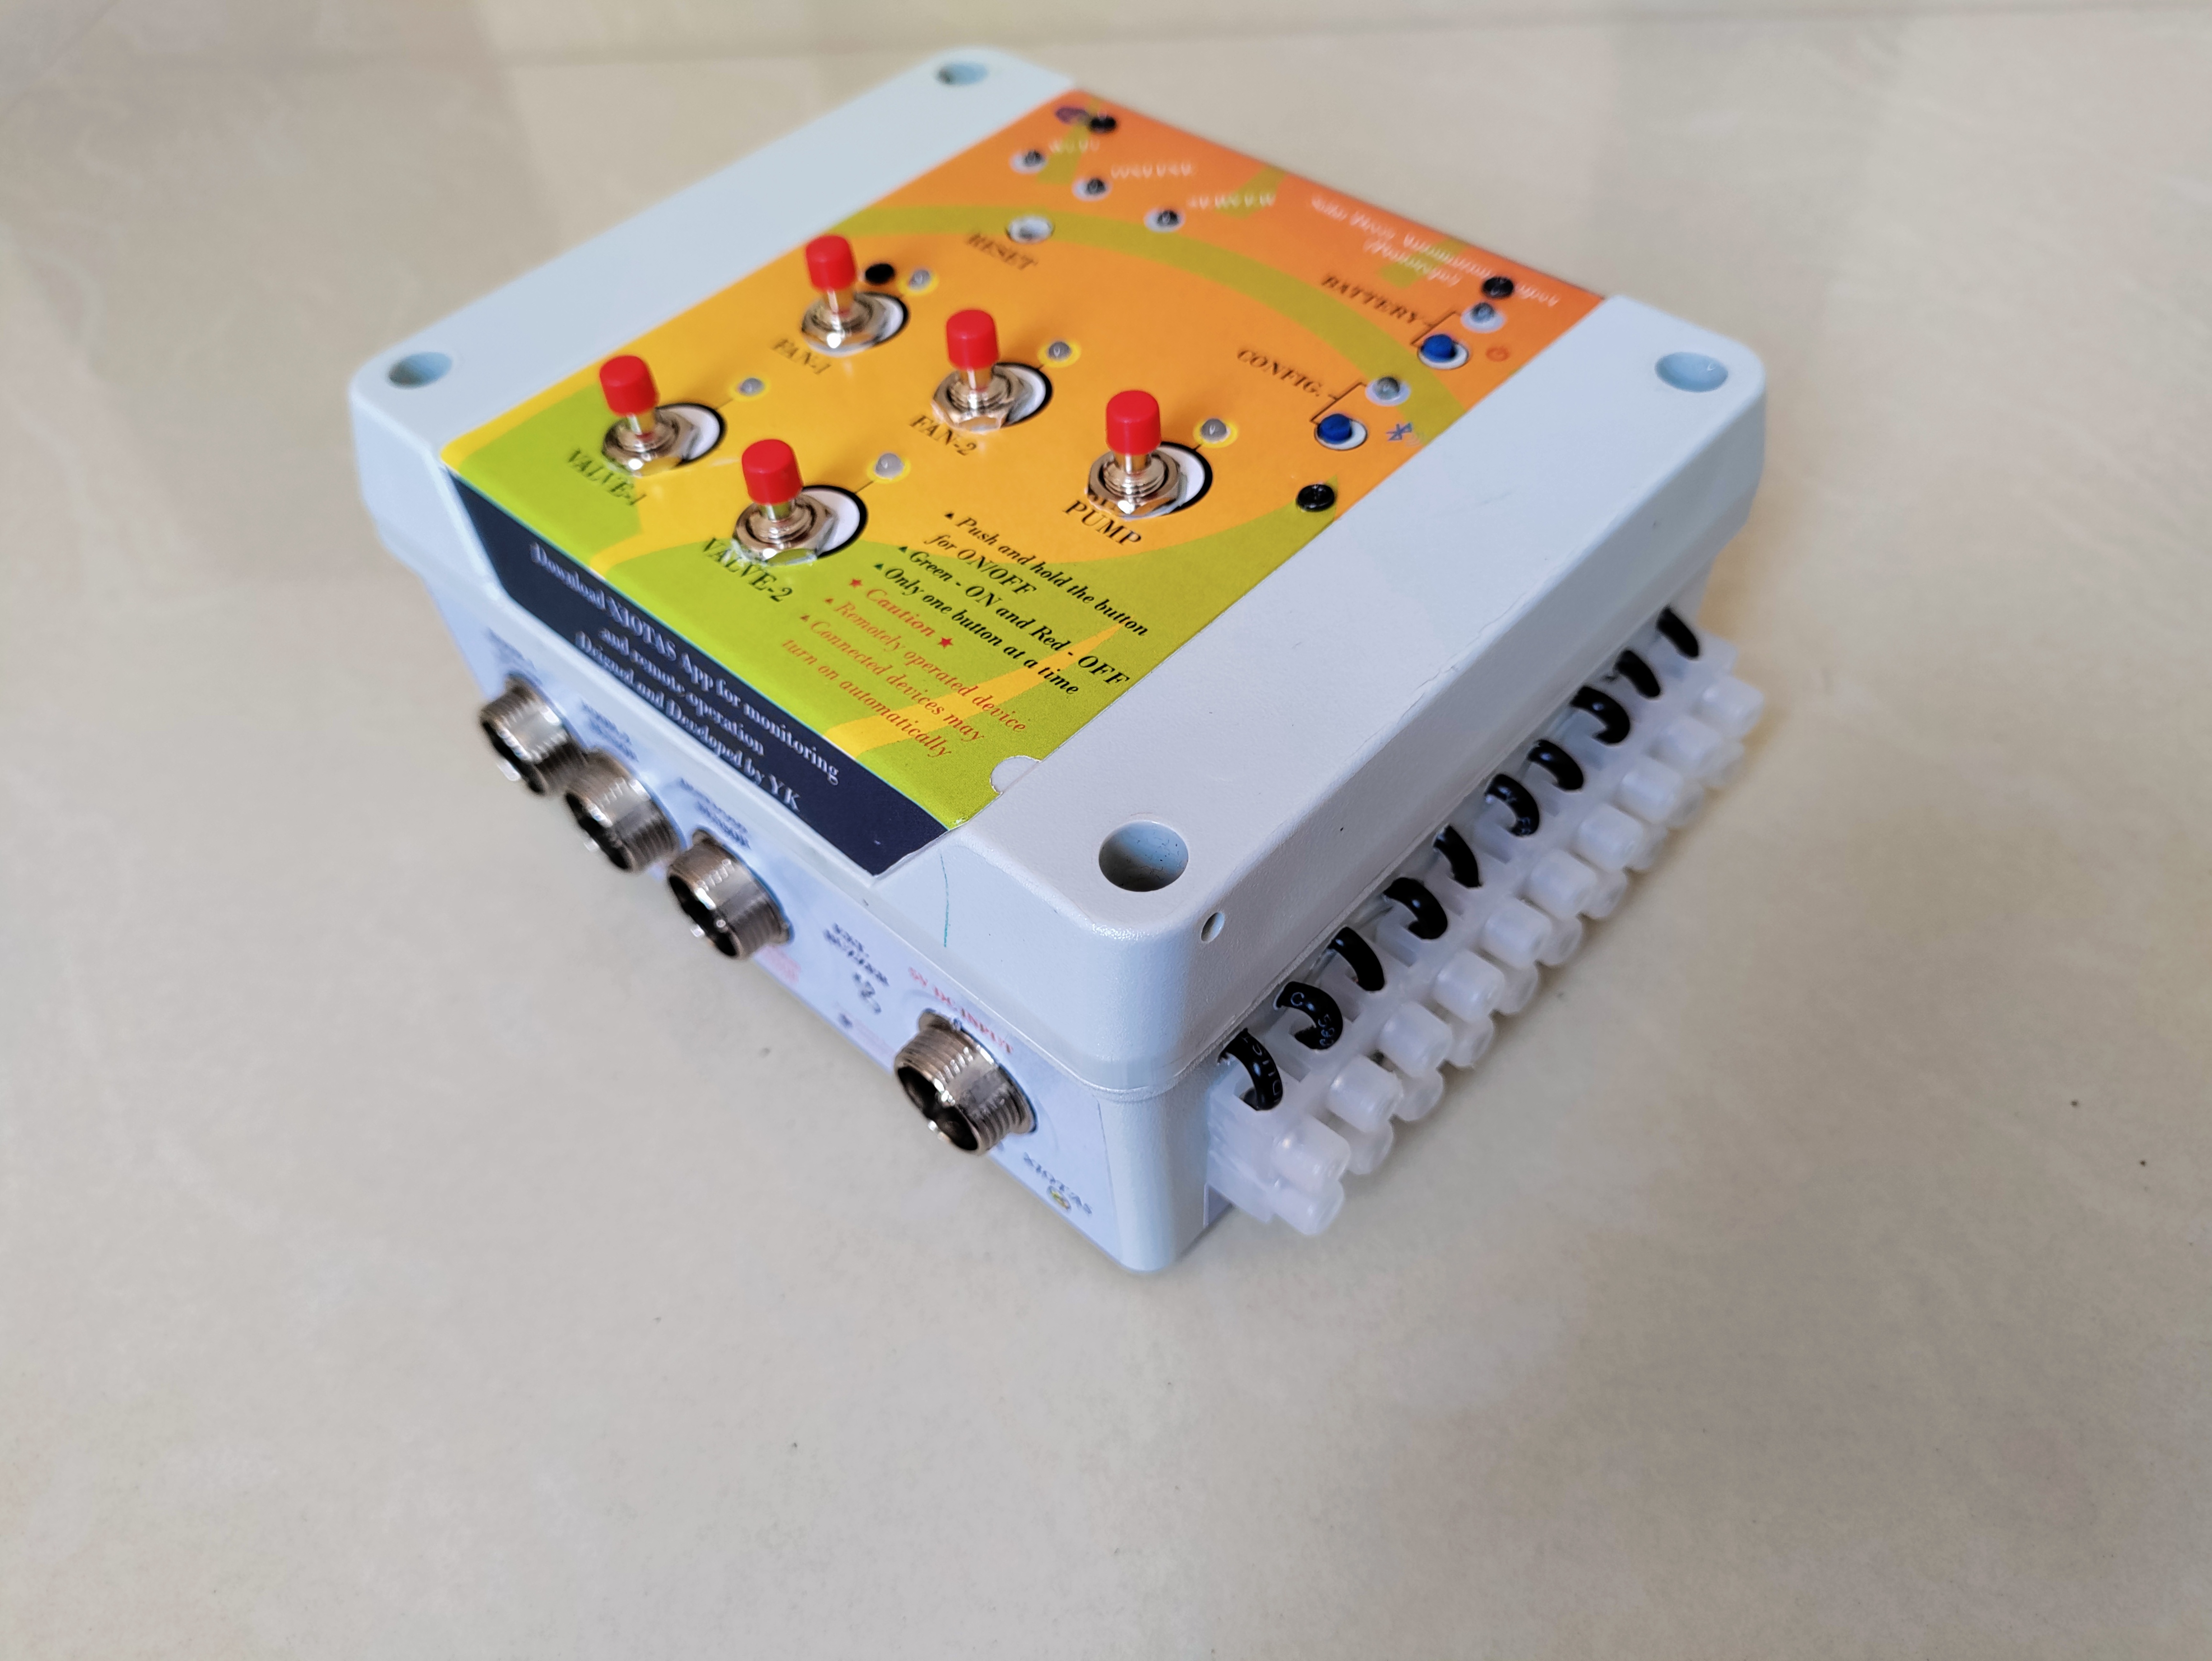 RESET
BATTERY
CONFIG.
FAN-1
FAN-2
VALVE-1
VALVE-2
PUMP
▲ Push and hold the button
for ON/OFF
▲ Green - ON and Red - OFF
▲ Only one button at a time
★ Caution ★
▲ Remotely operated device
▲ Connected devices may
turn on automatically
Download XIOTAS App for monitoring
and remote operation
Deigned and Developed by YK
5V DC INPUT
XIOTAS